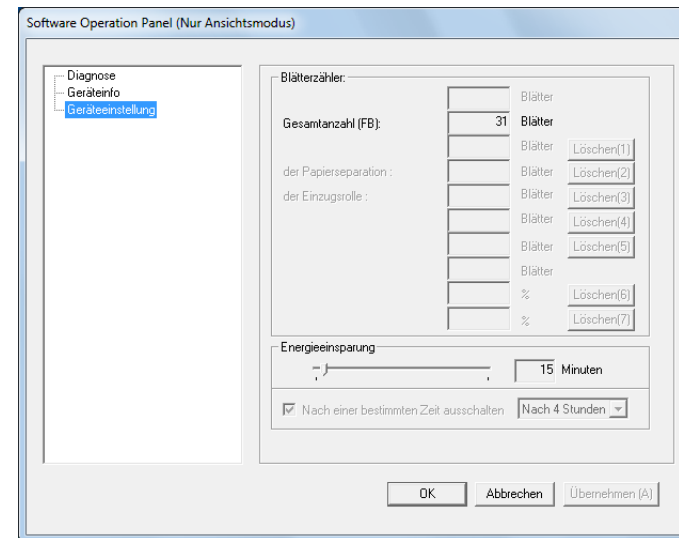 Software Operation Panel (Nur Ansichtsmodus)
Diagnose
Geräteinfo
Geräteeinstellung
Blätterzähler:
Blätter
Gesamtanzahl (FB): 31 Blätter
Blätter Löschen(1)
der Papierseparation : Blätter Löschen(2)
der Einzugsrolle : Blätter Löschen(3)
Blätter Löschen(4)
Blätter Löschen(5)
Blätter
% Löschen(6)
% Löschen(7)
Energieeinsparung
15 Minuten
Nach einer bestimmten Zeit ausschalten Nach 4 Stunden
OK Abbrechen Übernehmen (A)